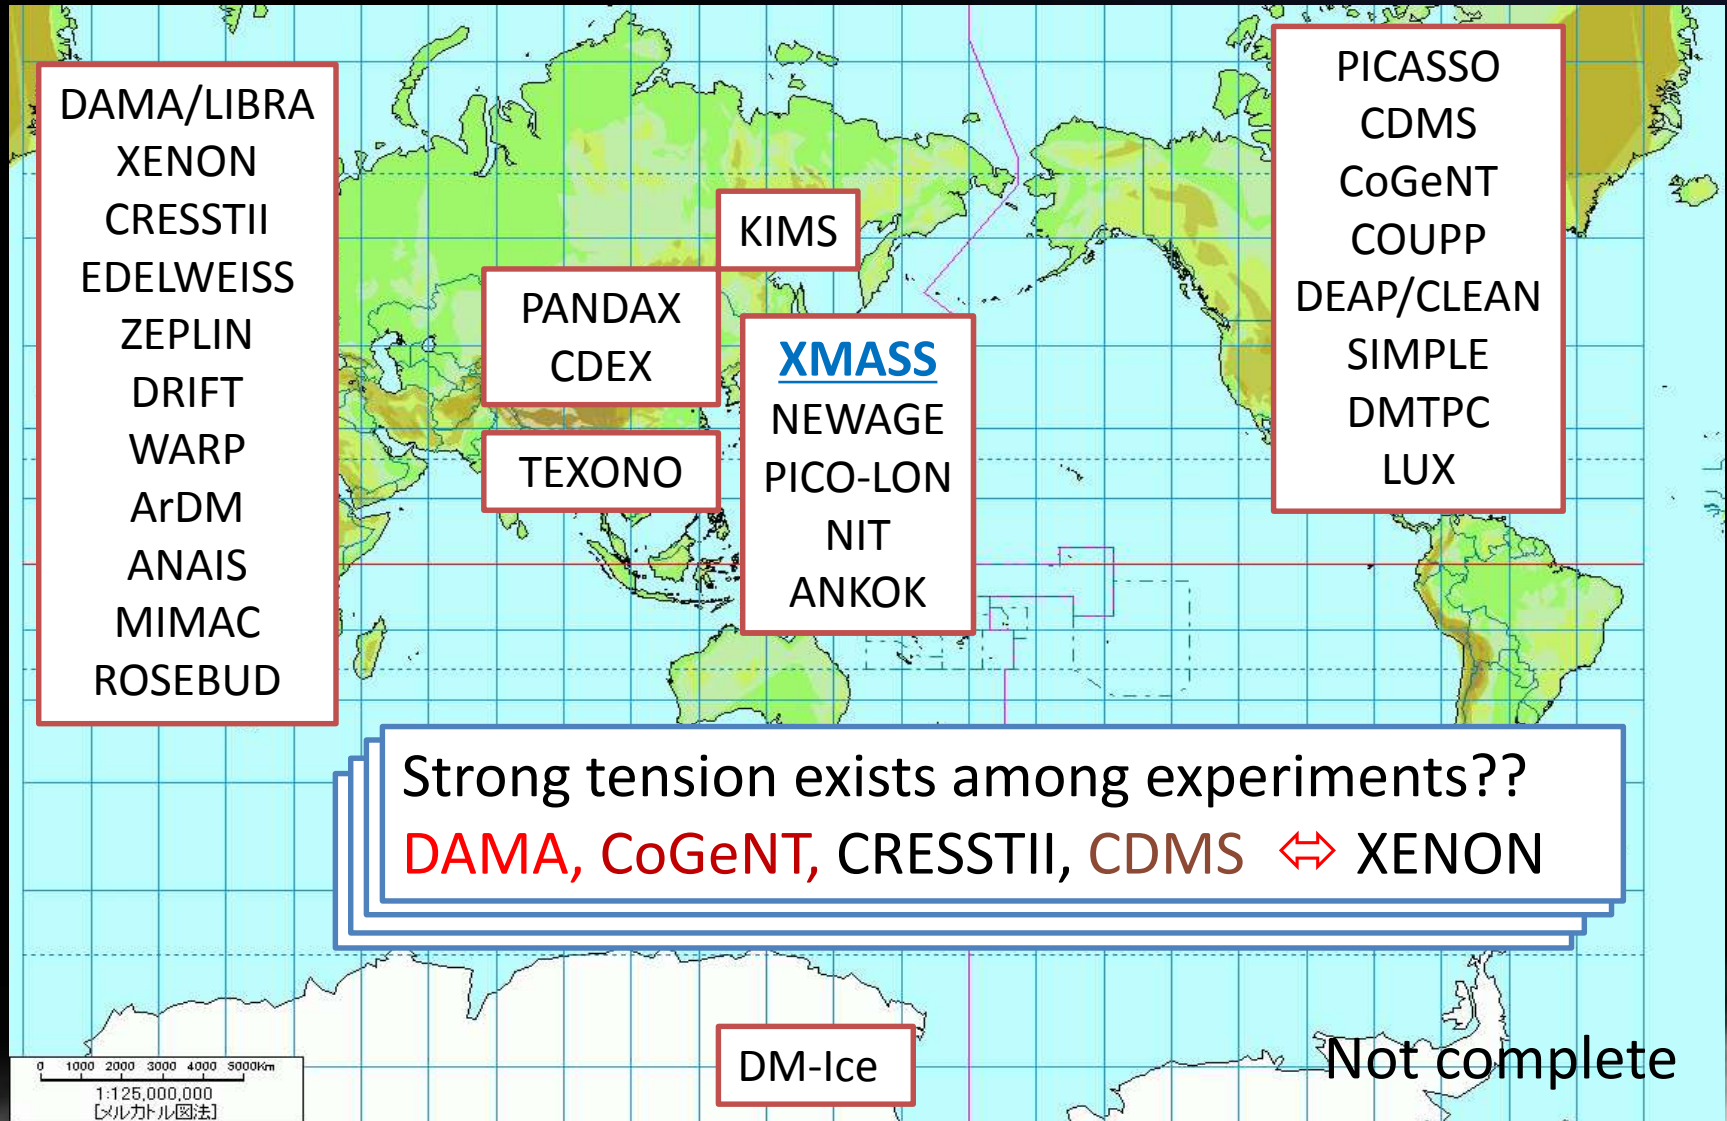 DAMA/LIBRA
XENON
CRESSTII
EDELWEISS
ZEPLIN
DRIFT
WARP
ArDM
ANAIS
MIMAC
ROSEBUD
KIMS
PANDAX
CDEX
TEXONO
XMASS
NEWAGE
PICO-LON
NIT
ANKOK
PICASSO
CDMS
CoGeNT
COUPP
DEAP/CLEAN
SIMPLE
DMTPC
LUX
Strong tension exists among experiments??
DAMA, CoGeNT, CRESSTII, CDMS ⇔ XENON
DM-Ice
Not complete
0 1000 2000 3000 4000 5000Km
1:125,000,000
[メルカトル図法]